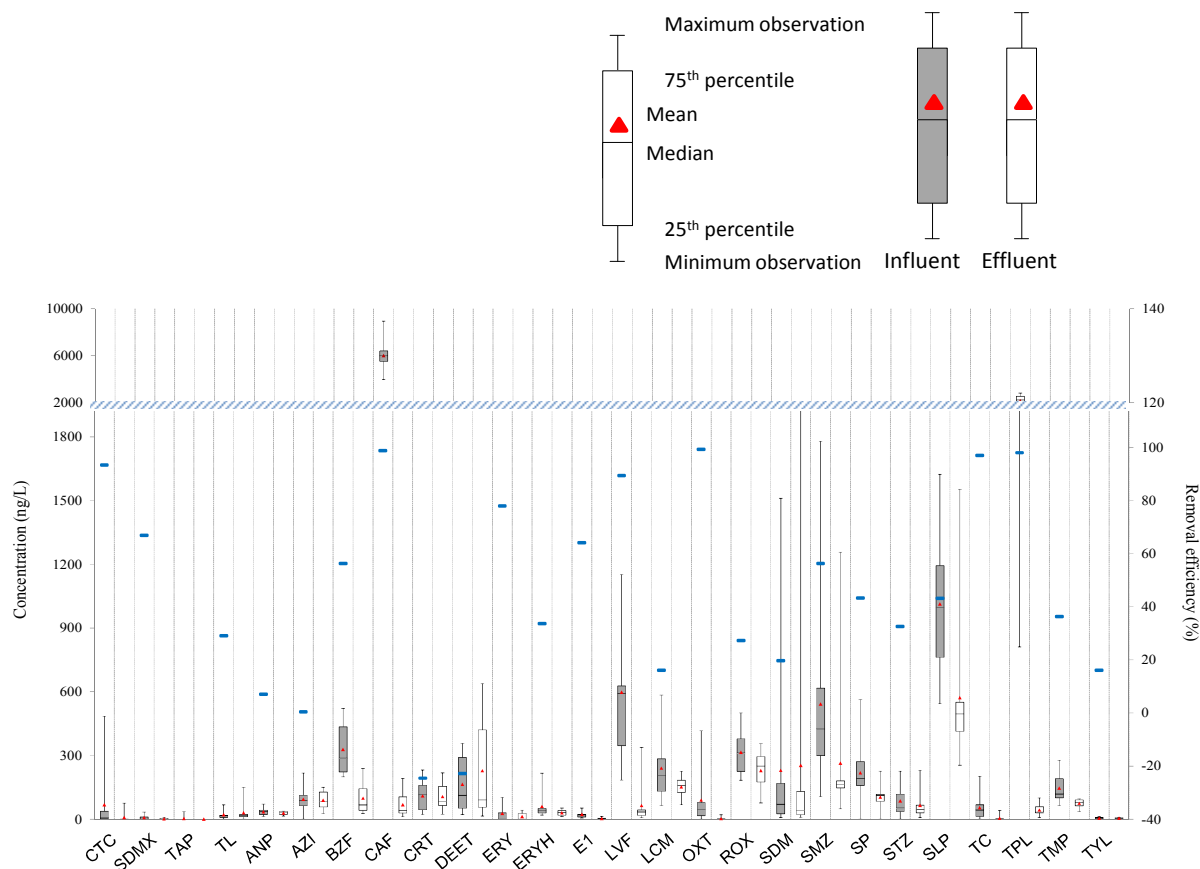 Maximum observation
75th percentile
Mean
Median
25th percentile
Minimum observation
Influent
Effluent
10000
6000
2000
1800
1500
1200
900
600
300
0
Concentration (ng/L)
140
120
100
80
60
40
20
0
-20
-40
Removal efficiency (%)
CTC
SDMX
TAP
TL
ANP
AZI
BZF
CAF
CRT
DEET
ERY
ERYH
E1
LVF
LCM
OXT
ROX
SDM
SMZ
SP
STZ
SLP
TC
TPL
TMP
TYL